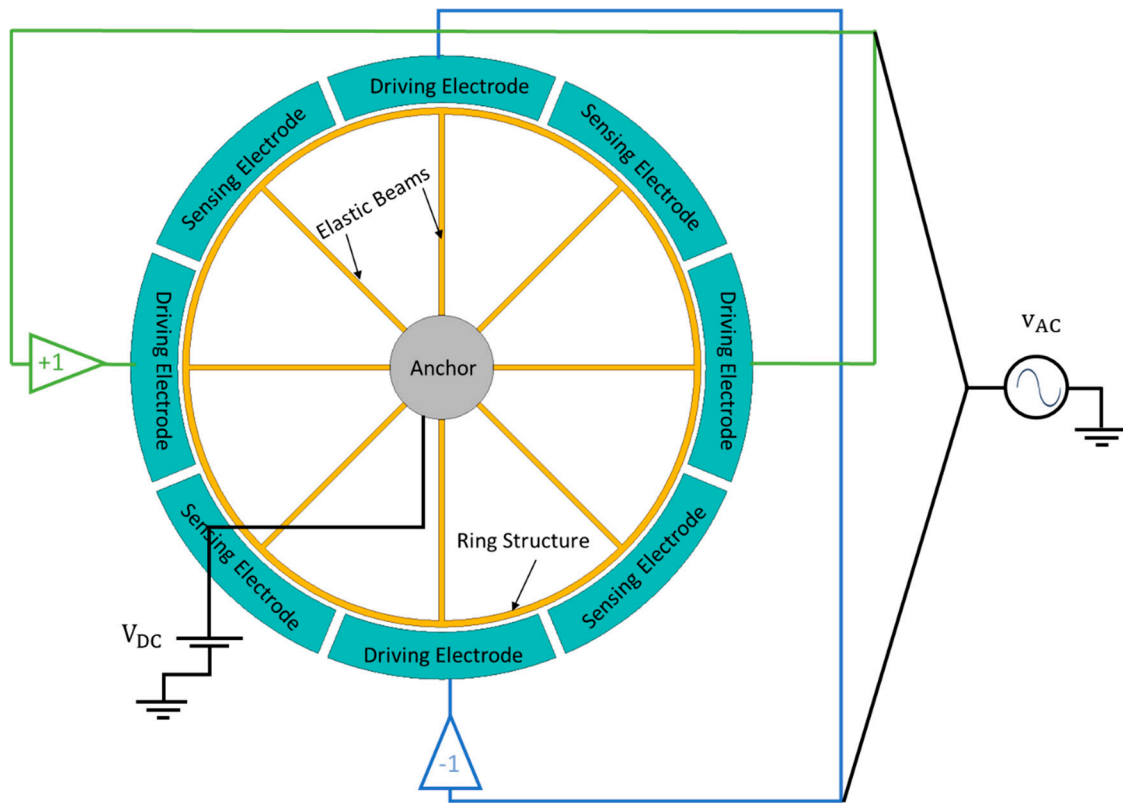 Driving Electrode
Sensing Electrode
Sensing Electrode
Elastic Beams
Driving Electrode
Driving Electrode
+1
Anchor
v_AC
Sensing Electrode
Sensing Electrode
Ring Structure
V_DC
Driving Electrode
-1